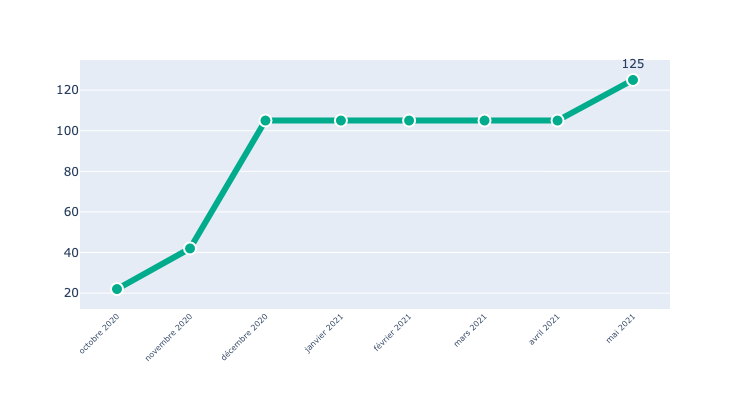 125
120
100
80
60
40
20
octobre 2020
novembre 2020
décembre 2020
janvier 2021
février 2021
mars 2021
avril 2021
mai 2021